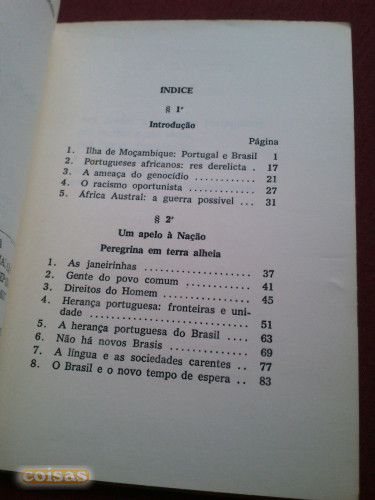 INDICE
§ 1º
Introdução
Página
1. Ilha de Moçambique: Portugal e Brasil 1
2. Portugueses africanos: res derelicta . 17
3. A ameaça do genocídio . . . . . . . . . . . 21
4. O racismo oportunista . . . . . . . . . . . . 27
5. África Austral: a guerra possível . . . . 31
§ 2º
Um apelo à Nação
Peregrina em terra alheia
1. As janeirinhas . . . . . . . . . . . . . . . . . . 37
2. Gente do povo comum . . . . . . . . . . . 41
3. Direitos do Homem . . . . . . . . . . . . . . 45
4. Herança portuguesa: fronteiras e uni-
dade . . . . . . . . . . . . . . . . . . . . . . . 51
5. A herança portuguesa do Brasil . . . . 63
6. Não há novos Brasis . . . . . . . . . . . . . 69
7. A língua e as sociedades carentes . . 77
8. O Brasil e o novo tempo de espera . . 83
coisas